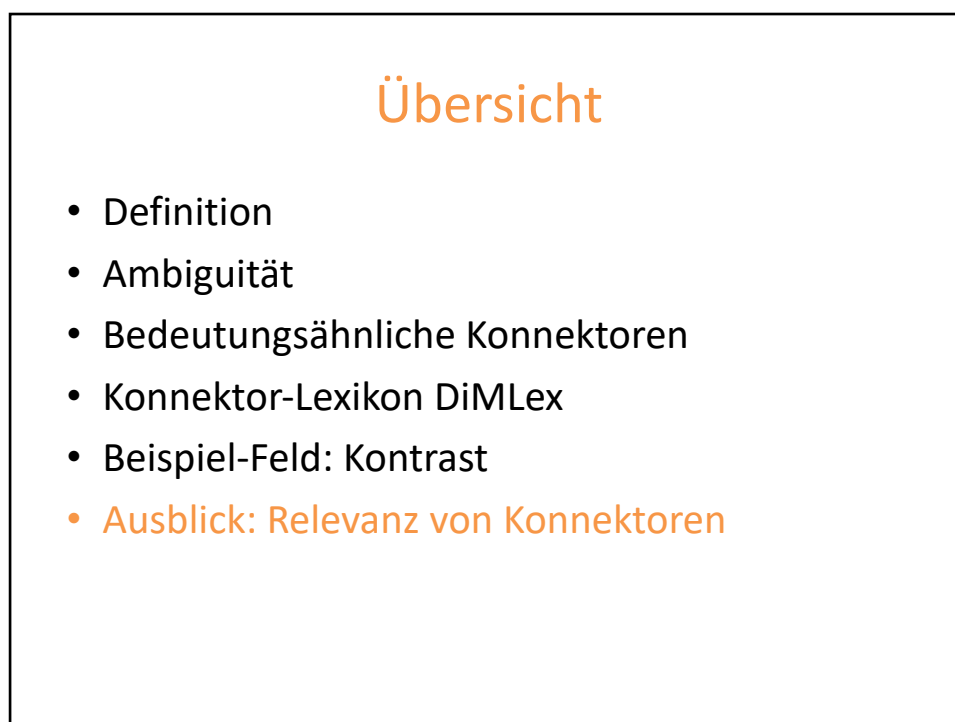 Übersicht
• Definition
• Ambiguität
• Bedeutungsähnliche Konnektoren
• Konnektor-Lexikon DiMLex
• Beispiel-Feld: Kontrast
• Ausblick: Relevanz von Konnektoren